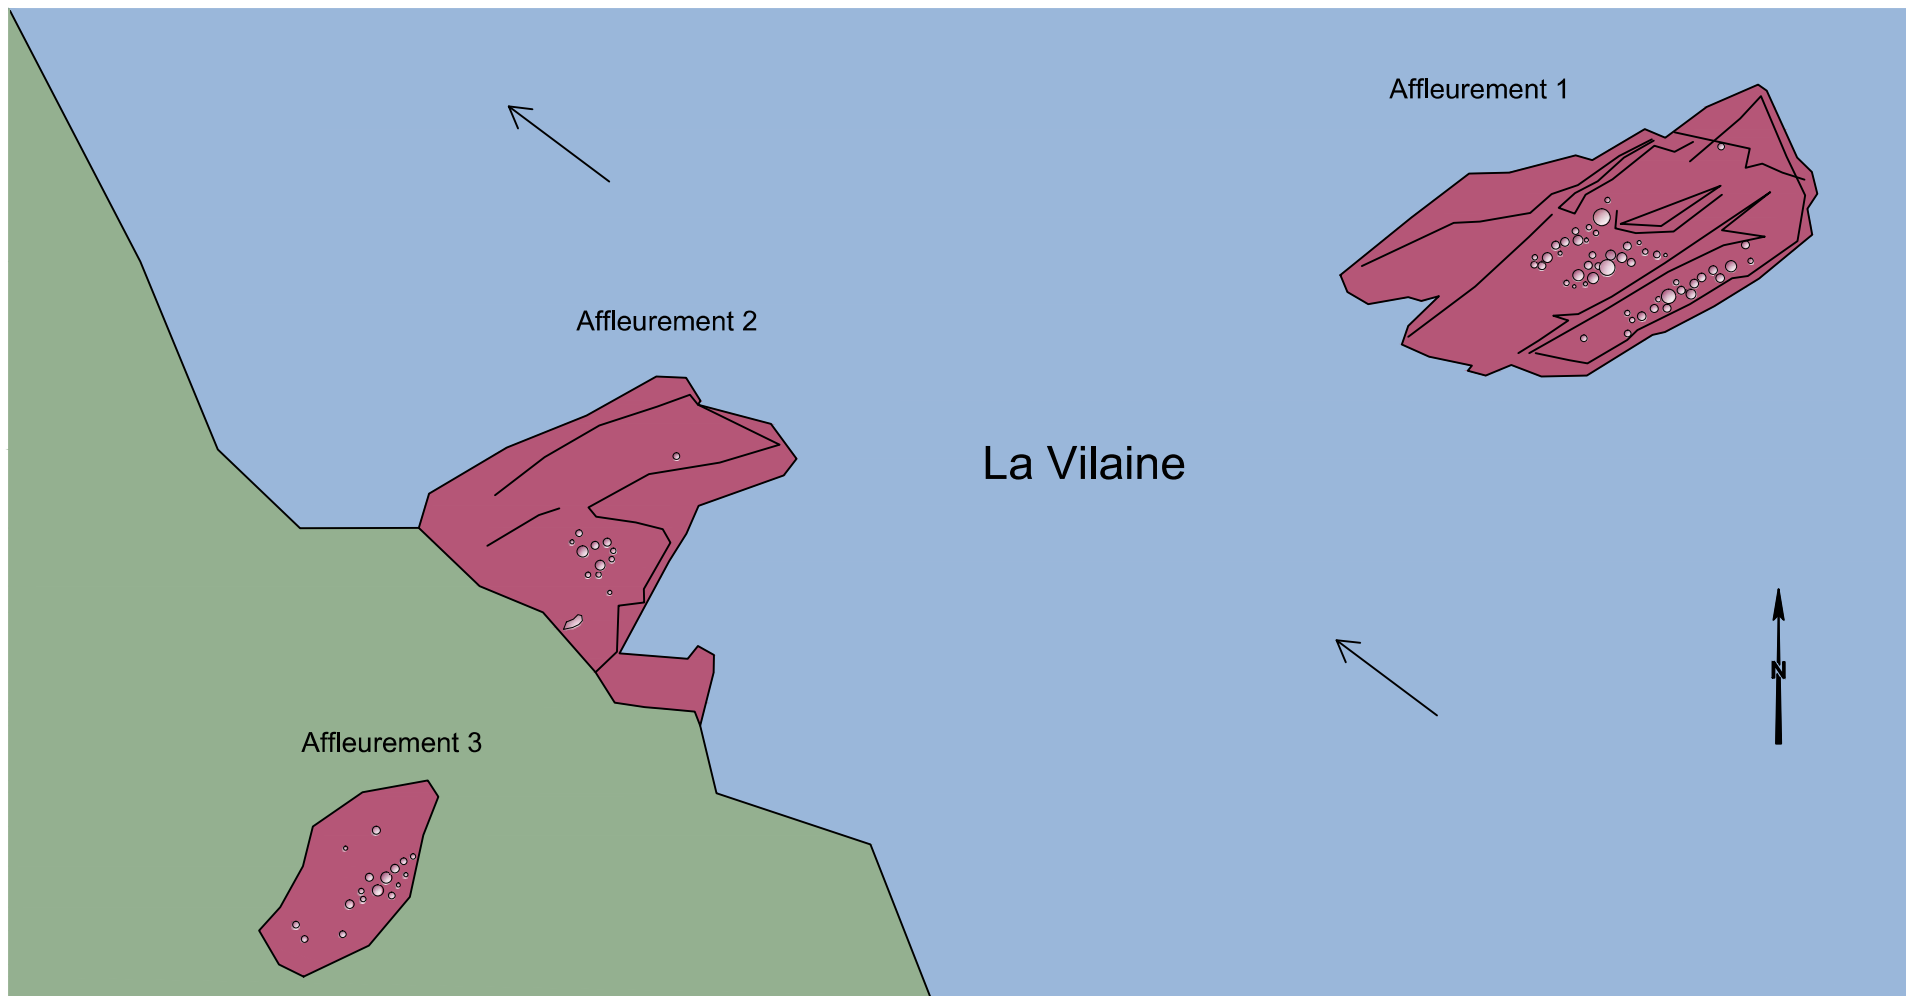 Affleurement 1
Affleurement 2
La Vilaine
N
Affleurement 3